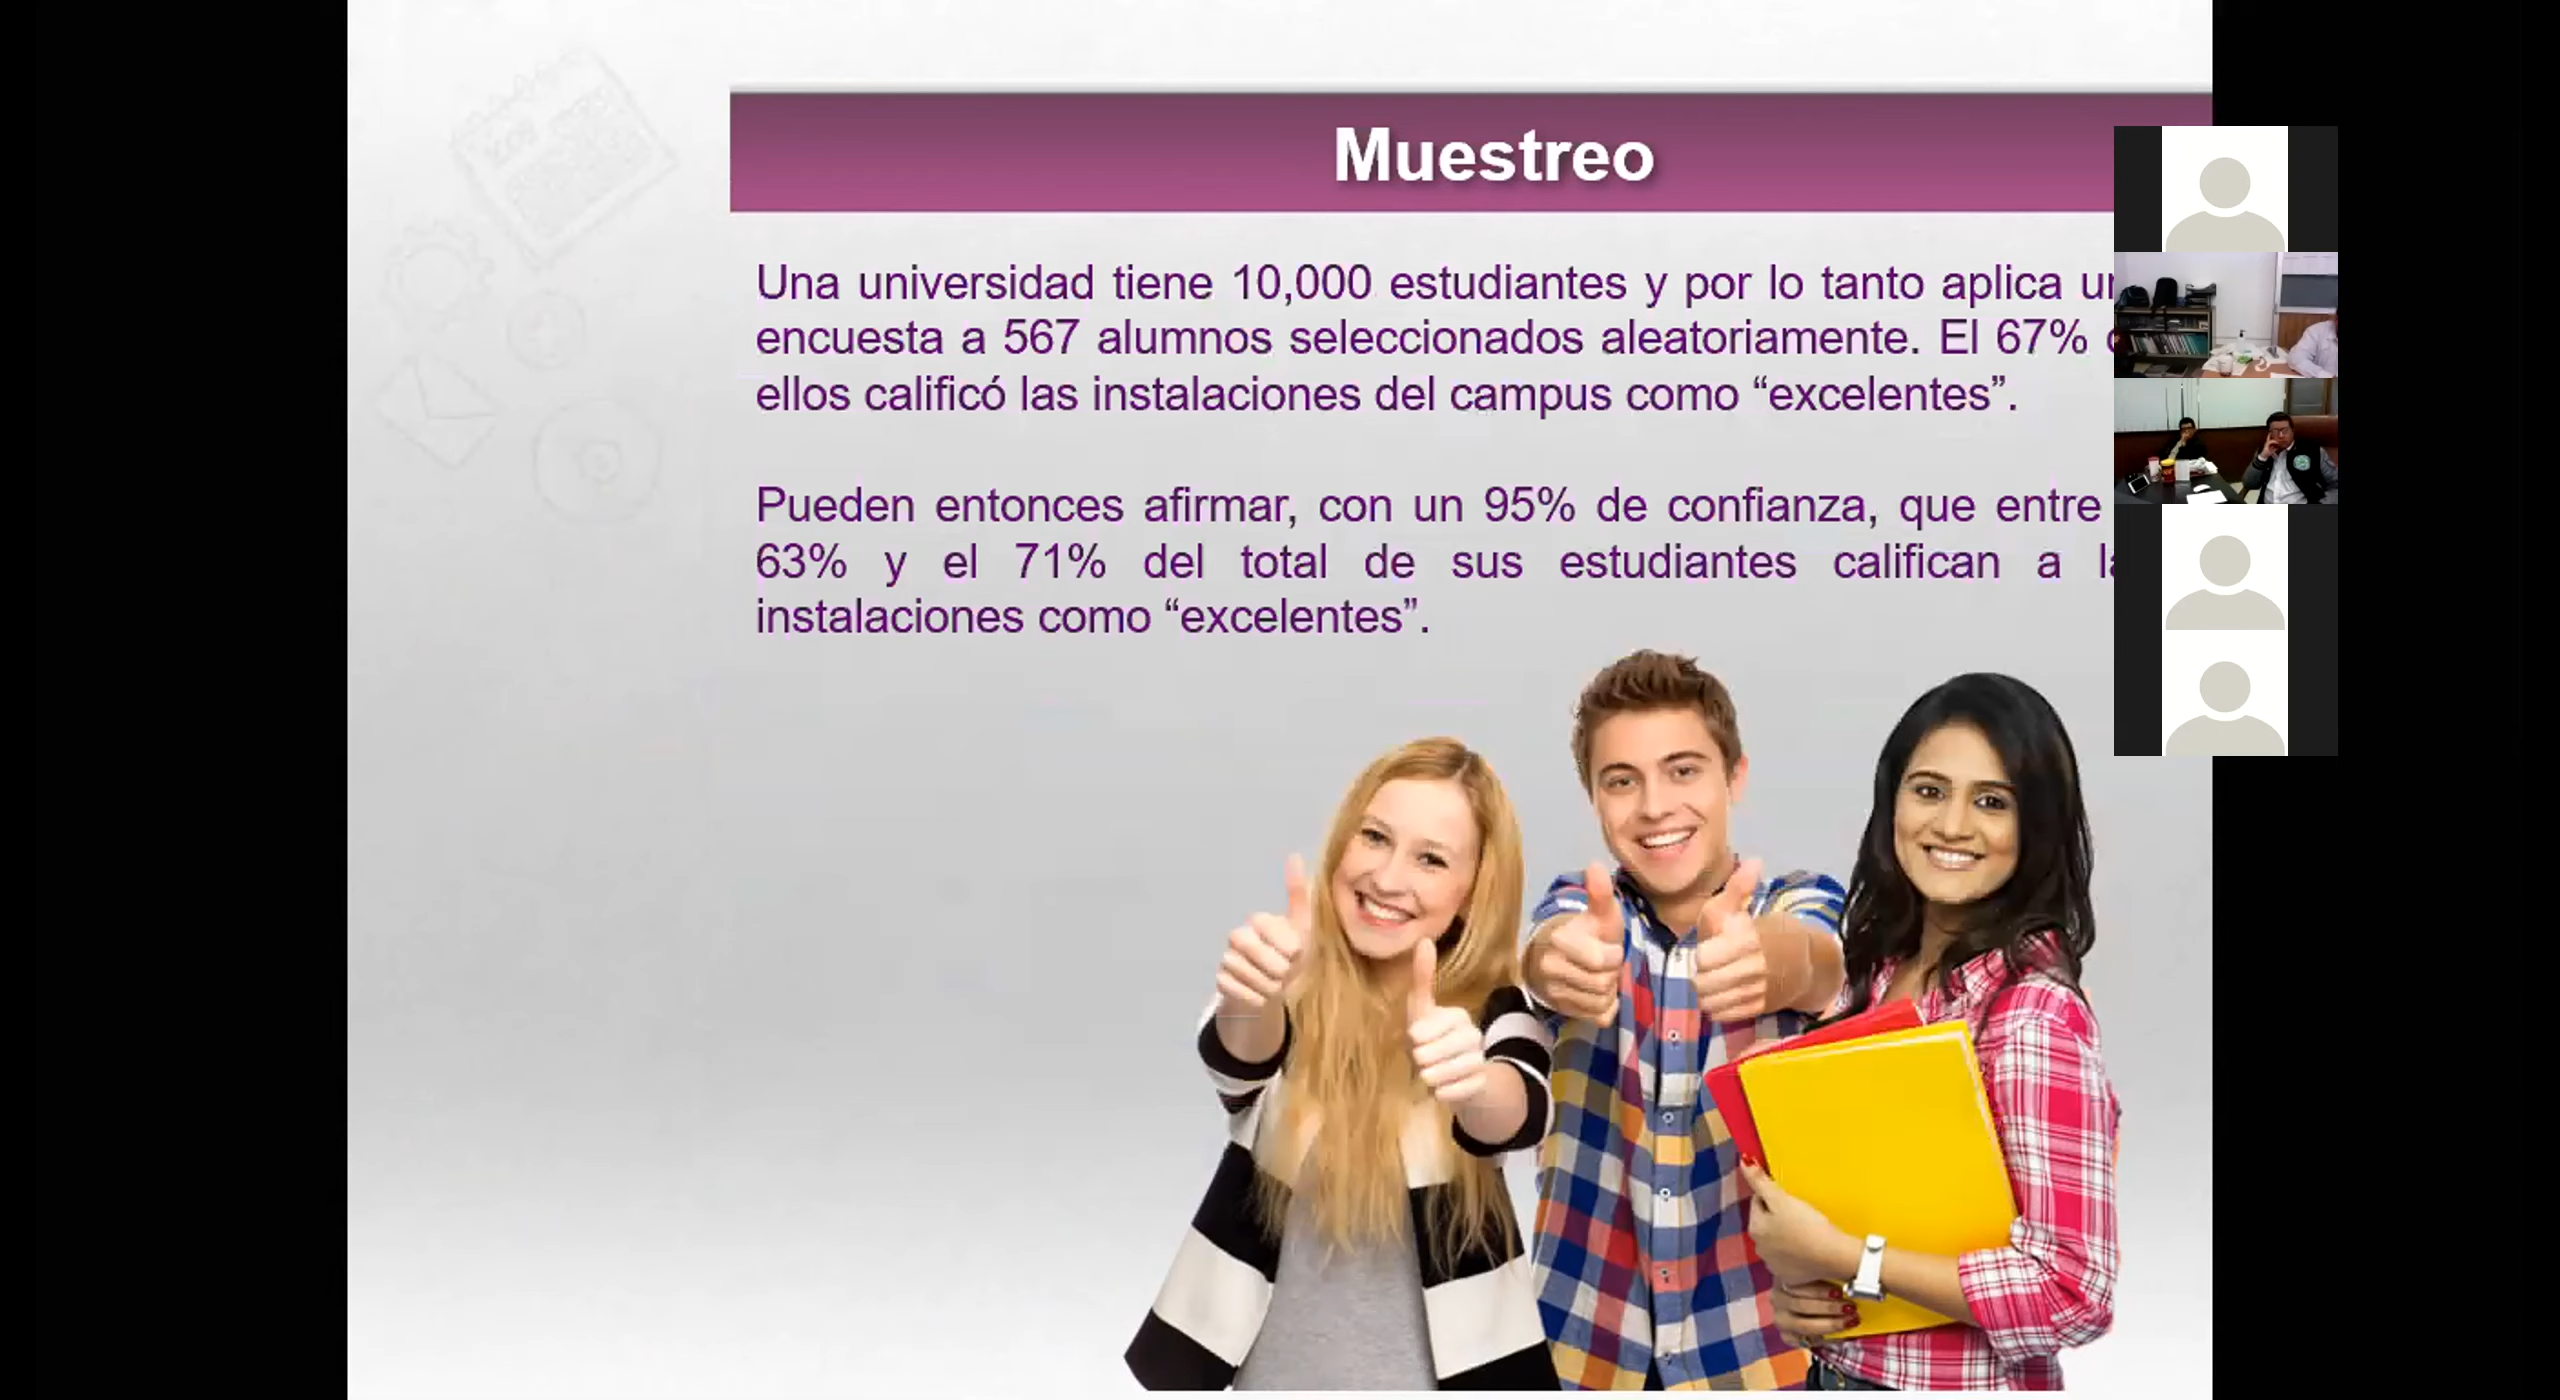 Muestreo
Una universidad tiene 10,000 estudiantes y por lo tanto aplica
encuesta a 567 alumnos seleccionados aleatoriamente. El 67%
ellos calificó las instalaciones del campus como “excelentes”.
Pueden entonces afirmar, con un 95% de confianza, que entre
63% y el 71% del total de sus estudiantes califican a
instalaciones como “excelentes”.